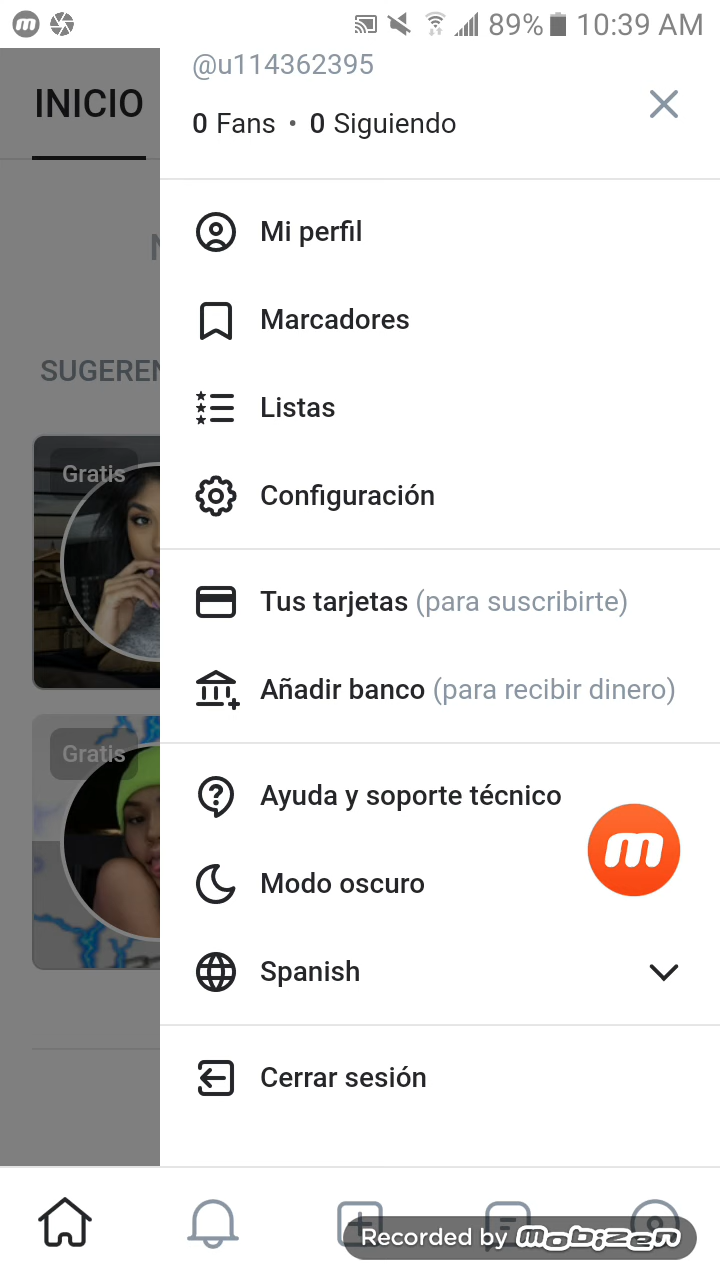 89% 10:39 AM
@u114362395
INICIO
0 Fans • 0 Siguiendo
Mi perfil
Marcadores
SUGEREN
Listas
Gratis
Configuración
Tus tarjetas (para suscribirte)
Añadir banco (para recibir dinero)
Gratis
Ayuda y soporte técnico
Modo oscuro
Spanish
Cerrar sesión
Recorded by mobizen